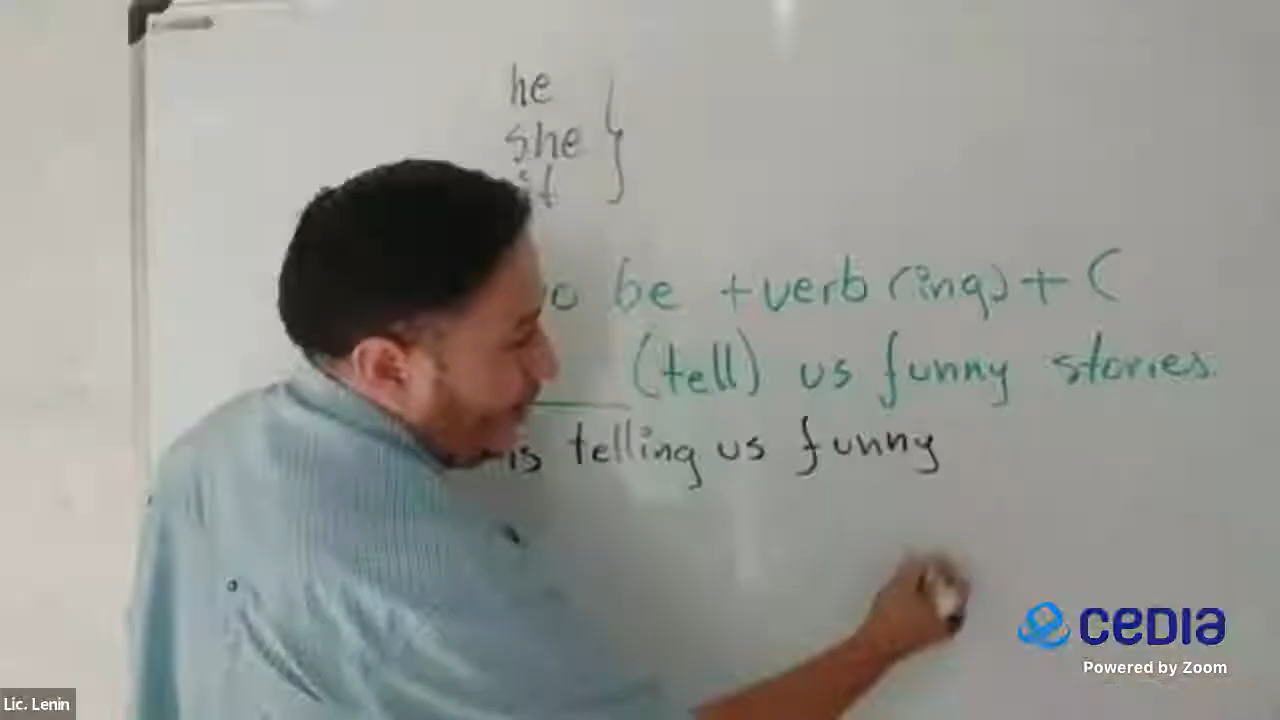 he
she }
it
be + verb (ing) + C
(tell) us funny stories.
is telling us funny
CEDIA
Powered by Zoom
Lic. Lenin